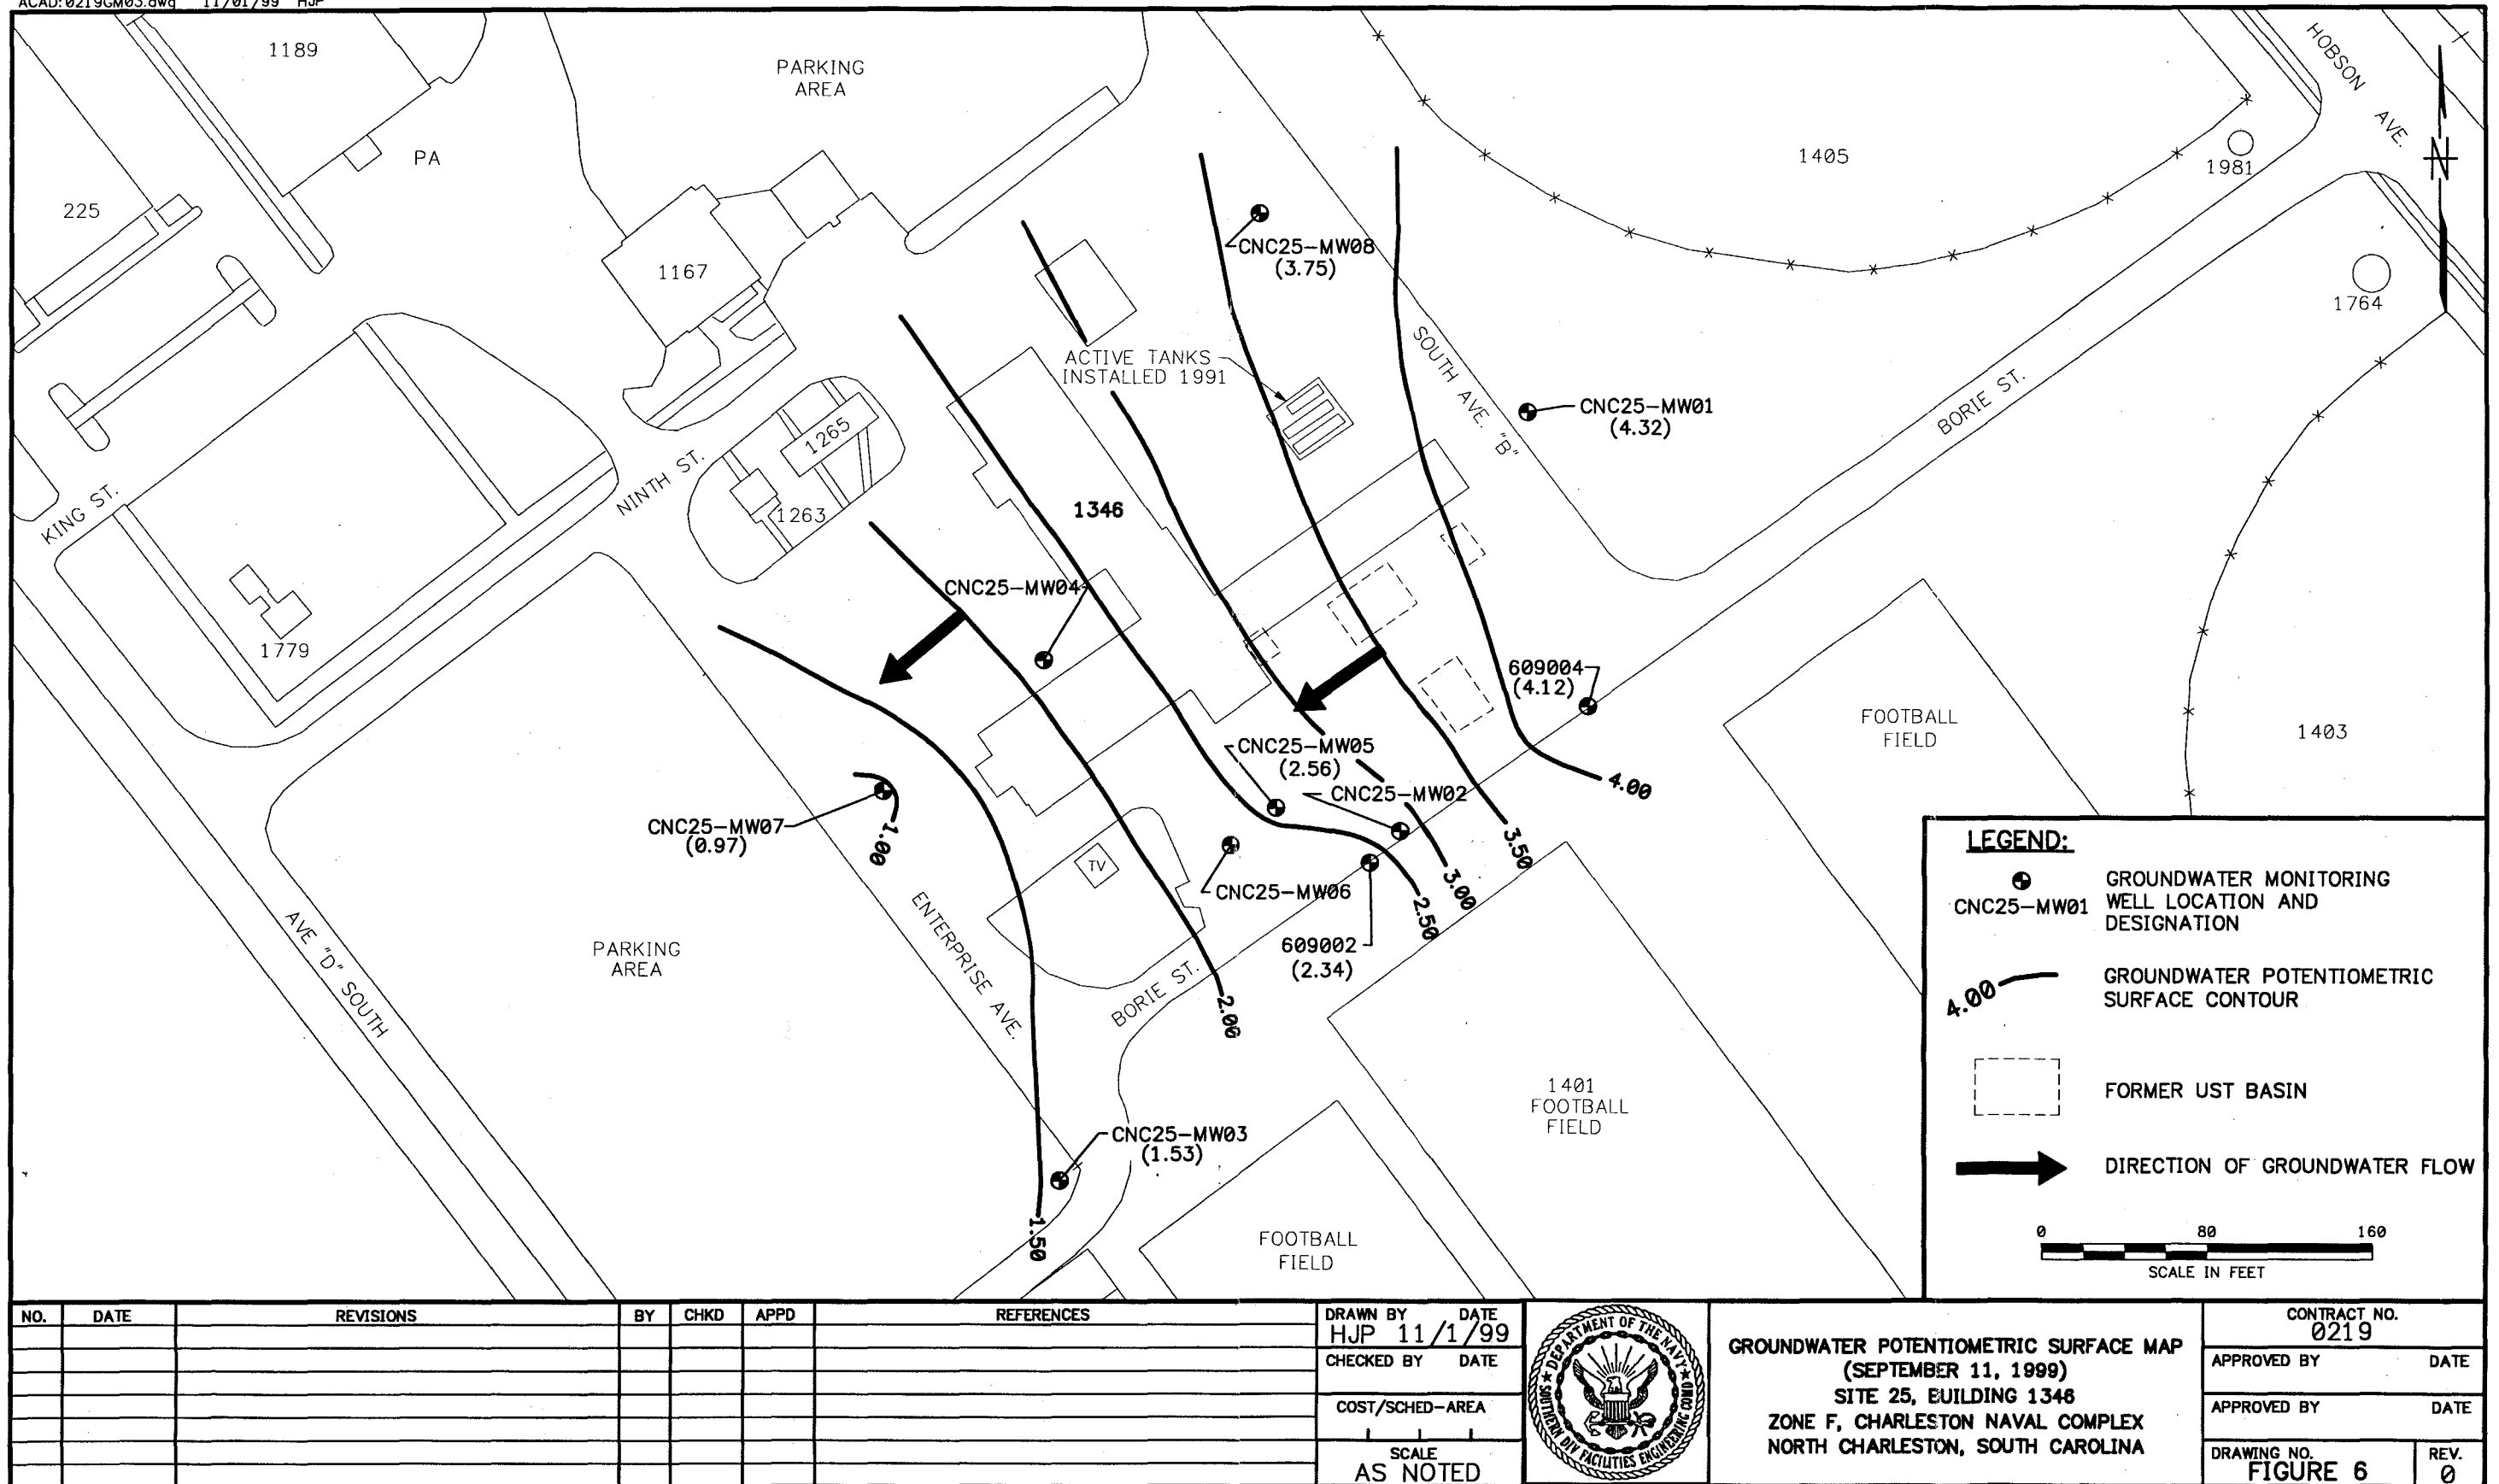 ACAD:0219GM03.dwg 11/01/99 HJP
1189
PARKING
AREA
HOBSON AVE.
PA
1405
1981
N
225
CNC25-MW08
(3.75)
1167
1764
ACTIVE TANKS
INSTALLED 1991
SOUTH AVE. "B"
CNC25-MW01
(4.32)
BORIE ST.
1265
NINTH ST.
KING ST.
1263
1346
CNC25-MW04
1779
609004
(4.12)
FOOTBALL
FIELD
1403
CNC25-MW05
(2.56)
CNC25-MW02
4.00
CNC25-MW07
(0.97)
1.00
3.50
TV
CNC25-MW06
3.00
2.50
ENTERPRISE AVE.
AVE "D" SOUTH
PARKING
AREA
609002
(2.34)
BORIE ST.
2.00
1401
FOOTBALL
FIELD
CNC25-MW03
(1.53)
1.50
FOOTBALL
FIELD
LEGEND:
CNC25-MW01
GROUNDWATER MONITORING
WELL LOCATION AND
DESIGNATION
4.00
GROUNDWATER POTENTIOMETRIC
SURFACE CONTOUR
FORMER UST BASIN
DIRECTION OF GROUNDWATER FLOW
0 80 160
SCALE IN FEET
NO. DATE REVISIONS BY CHKD APPD REFERENCES
DRAWN BY DATE
HJP 11/1/99
CHECKED BY DATE
COST/SCHED-AREA
SCALE
AS NOTED
DEPARTMENT OF THE NAVY
SOUTHERN DIV FACILITIES ENGINEERING COMD
GROUNDWATER POTENTIOMETRIC SURFACE MAP
(SEPTEMBER 11, 1999)
SITE 25, BUILDING 1346
ZONE F, CHARLESTON NAVAL COMPLEX
NORTH CHARLESTON, SOUTH CAROLINA
CONTRACT NO.
0219
APPROVED BY DATE
APPROVED BY DATE
DRAWING NO.
FIGURE 6
REV.
0